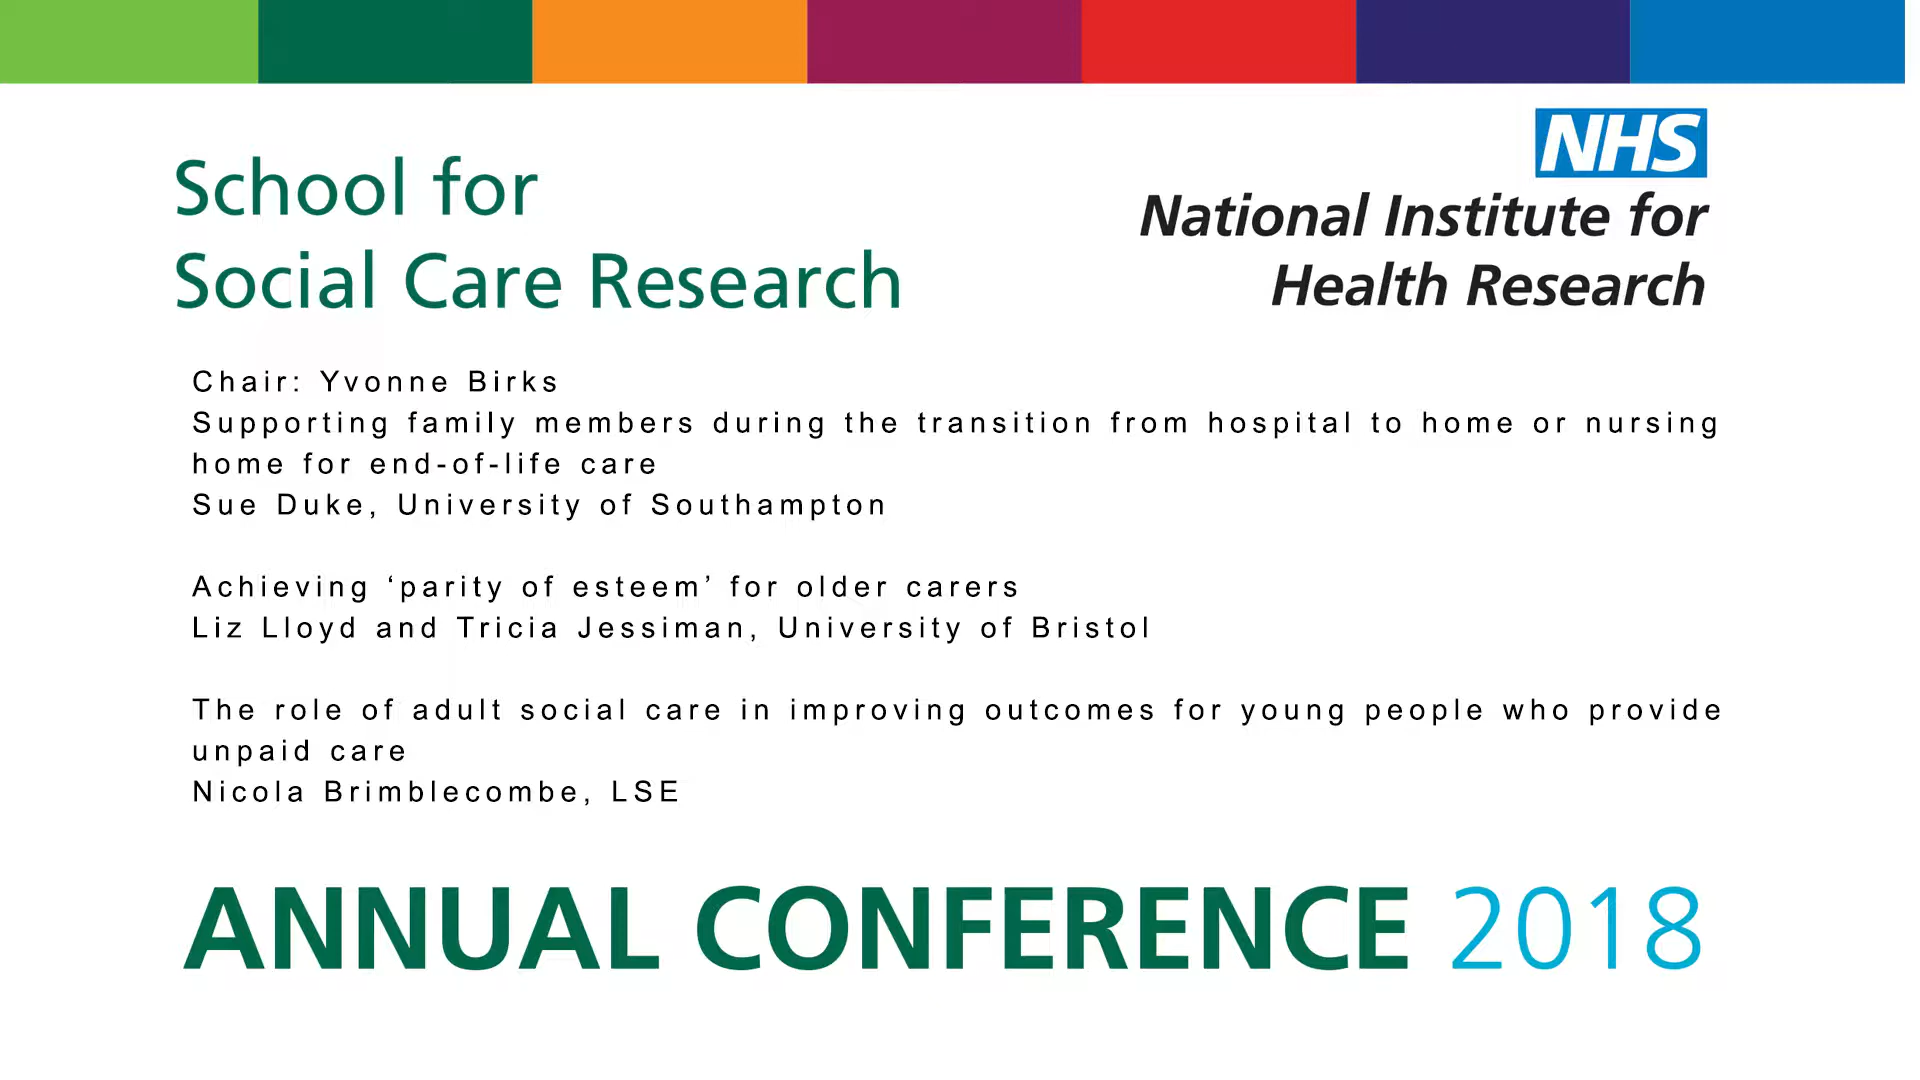 School for
Social Care Research
NHS
National Institute for
Health Research
Chair: Yvonne Birks
Supporting family members during the transition from hospital to home or nursing
home for end-of-life care
Sue Duke, University of Southampton
Achieving ‘parity of esteem’ for older carers
Liz Lloyd and Tricia Jessiman, University of Bristol
The role of adult social care in improving outcomes for young people who provide
unpaid care
Nicola Brimblecombe, LSE
ANNUAL CONFERENCE 2018